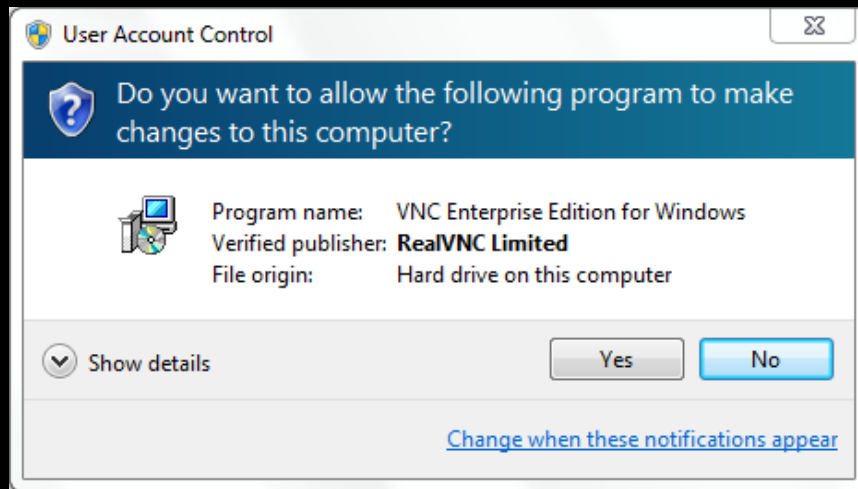 User Account Control
Do you want to allow the following program to make
changes to this computer?
Program name: VNC Enterprise Edition for Windows
Verified publisher: RealVNC Limited
File origin: Hard drive on this computer
Show details
Yes
No
Change when these notifications appear